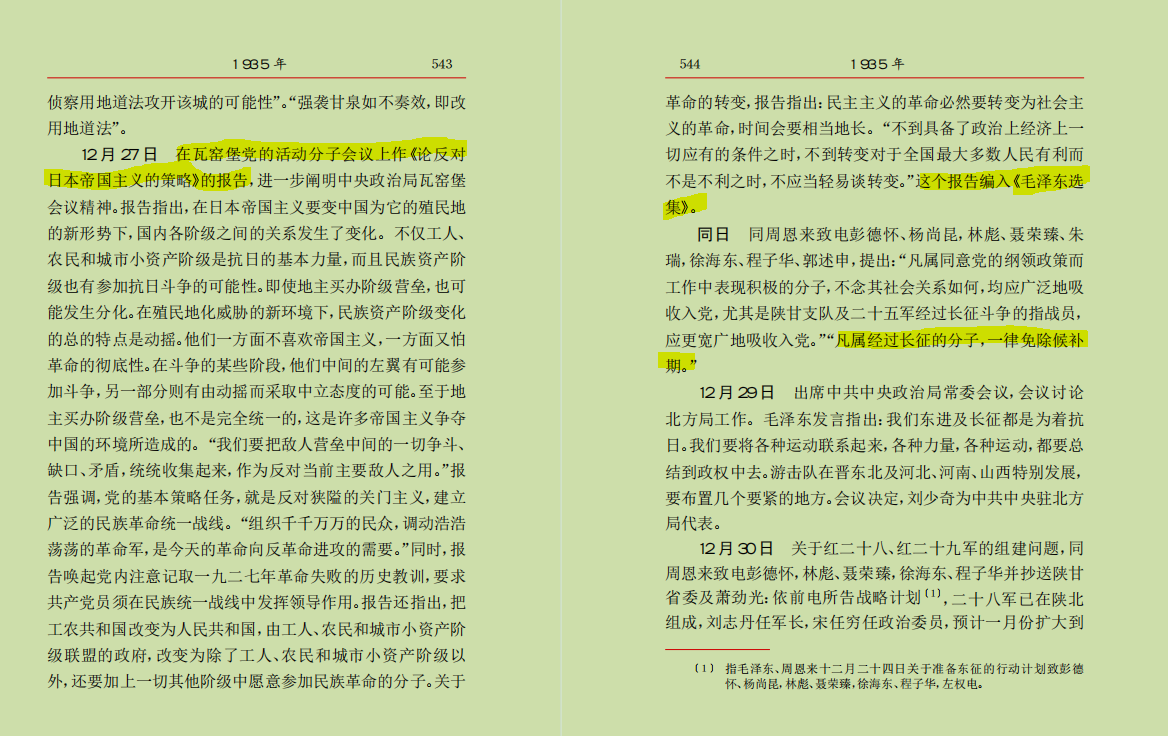 1935年 543
侦察用地道法攻开该城的可能性”。“强袭甘泉如不奏效,即改
用地道法”。
12月27日 在瓦窑堡党的活动分子会议上作《论反对
日本帝国主义的策略》的报告,进一步阐明中央政治局瓦窑堡
会议精神。报告指出,在日本帝国主义要变中国为它的殖民地
的新形势下,国内各阶级之间的关系发生了变化。不仅工人、
农民和城市小资产阶级是抗日的基本力量,而且民族资产阶
级也有参加抗日斗争的可能性。即使地主买办阶级营垒,也可
能发生分化。在殖民地化威胁的新环境下,民族资产阶级变化
的总的特点是动摇。他们一方面不喜欢帝国主义,一方面又怕
革命的彻底性。在斗争的某些阶段,他们中间的左翼有可能参
加斗争,另一部分则有由动摇而采取中立态度的可能。至于地
主买办阶级营垒,也不是完全统一的,这是许多帝国主义争夺
中国的环境所造成的。“我们要把敌人营垒中间的一切争斗、
缺口、矛盾,统统收集起来,作为反对当前主要敌人之用。”报
告强调,党的基本策略任务,就是反对狭隘的关门主义,建立
广泛的民族革命统一战线。“组织千千万万的民众,调动浩浩
荡荡的革命军,是今天的革命向反革命进攻的需要。”同时,报
告唤起党内注意记取一九二七年革命失败的历史教训,要求
共产党员须在民族统一战线中发挥领导作用。报告还指出,把
工农共和国改变为人民共和国,由工人、农民和城市小资产阶
级联盟的政府,改变为除了工人、农民和城市小资产阶级以
外,还要加上一切其他阶级中愿意参加民族革命的分子。关于
544 1935年
革命的转变,报告指出:民主主义的革命必然要转变为社会主
义的革命,时间会要相当地长。“不到具备了政治上经济上一
切应有的条件之时,不到转变对于全国最大多数人民有利而
不是不利之时,不应当轻易谈转变。”这个报告编入《毛泽东选
集》。
同日 同周恩来致电彭德怀、杨尚昆,林彪、聂荣臻、朱
瑞,徐海东、程子华、郭述申,提出:“凡属同意党的纲领政策而
工作中表现积极的分子,不念其社会关系如何,均应广泛地吸
收入党,尤其是陕甘支队及二十五军经过长征斗争的指战员,
应更宽广地吸收入党。”“凡属经过长征的分子,一律免除候补
期。”
12月29日 出席中共中央政治局常委会议,会议讨论
北方局工作。毛泽东发言指出:我们东进及长征都是为着抗
日。我们要将各种运动联系起来,各种力量,各种运动,都要总
结到政权中去。游击队在晋东北及河北、河南、山西特别发展,
要布置几个要紧的地方。会议决定,刘少奇为中共中央驻北方
局代表。
12月30日 关于红二十八、红二十九军的组建问题,同
周恩来致电彭德怀,林彪、聂荣臻,徐海东、程子华并抄送陕甘
省委及萧劲光:依前电所告战略计划〔1〕,二十八军已在陕北
组成,刘志丹任军长,宋任穷任政治委员,预计一月份扩大到
〔1〕 指毛泽东、周恩来十二月二十四日关于准备东征的行动计划致彭德
怀、杨尚昆,林彪、聂荣臻,徐海东、程子华,左权电。